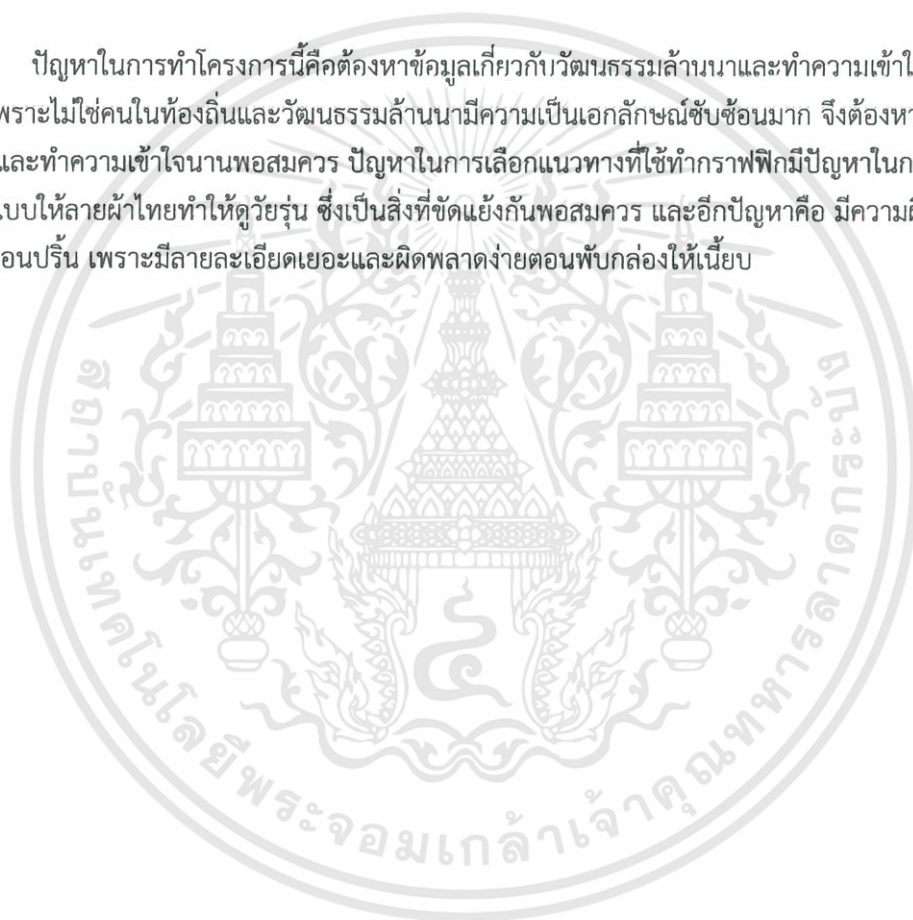 ปัญหาในการทำโครงการนี้คือต้องหาข้อมูลเกี่ยวกับวัฒนธรรมล้านนาและทำความเข้าใ
พราะไม่ใช่คนในท้องถิ่นและวัฒนธรรมล้านนามีความเป็นเอกลักษณ์ซับซ้อนมาก จึงต้องหา
และทำความเข้าใจนานพอสมควร ปัญหาในการเลือกแนวทางที่ใช้ทำกราฟฟิกมีปัญหาในก
แบบให้ลายผ้าไทยทำให้ดูวัยรุ่น ซึ่งเป็นสิ่งที่ขัดแย้งกันพอสมควร และอีกปัญหาคือ มีความผิ
อนปริ้น เพราะมีลายละเอียดเยอะและผิดพลาดง่ายตอนพับกล่องให้เนี้ยบ
สถาบันเทคโนโลยีพระจอมเกล้าเจ้าคุณทหารลาดกระบัง